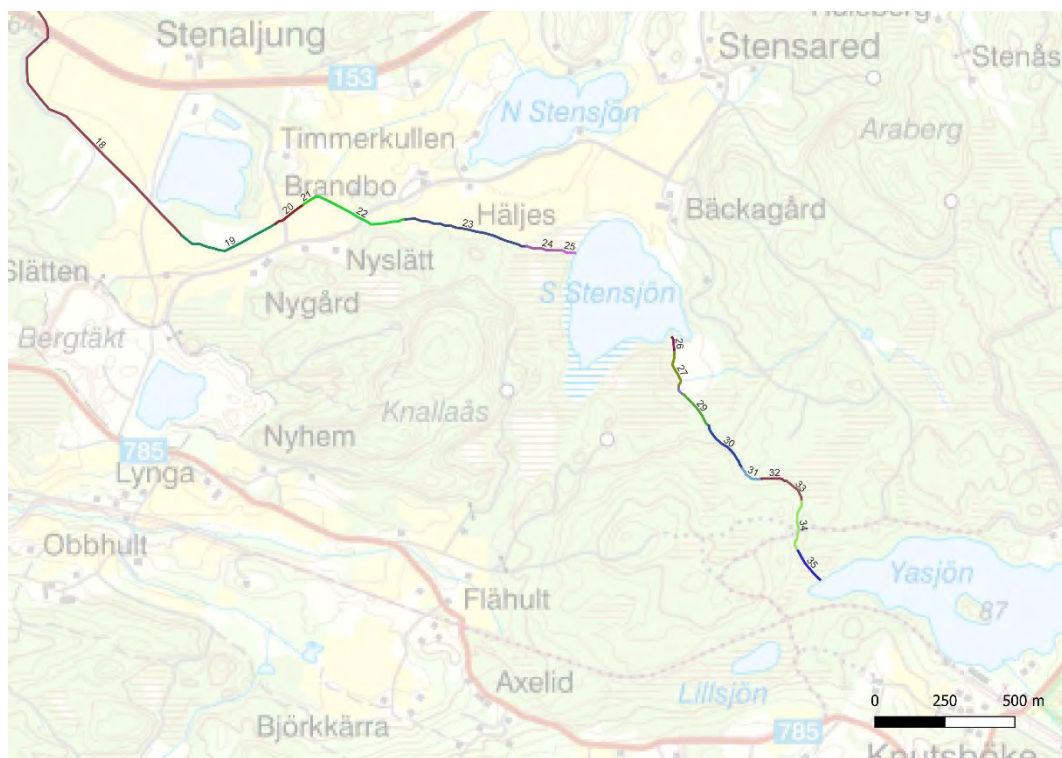 Stensared
Stenås
64
Stenaljung
153
N Stensjön
Araberg
Timmerkullen
18
Brandbo
21
20
22
Häljes
Bäckagård
23
19
24
25
Nyslätt
Slätten
Nygård
S Stensjön
Bergtäkt
26
27
Knallaås
29
Nyhem
785
30
Lynga
31
32
33
34
Obbhult
35
Yasjön
87
Flähult
Axelid
Lillsjön
0
250
500 m
Björkkärra
785